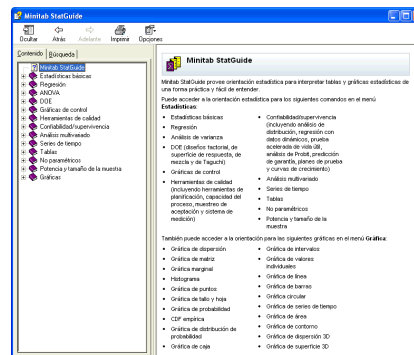 Minitab StatGuide
Ocultar Atrás Adelante Imprimir Opciones
Contenido Búsqueda
Minitab StatGuide
Estadísticas básicas
Regresión
ANOVA
DOE
Gráficas de control
Herramientas de calidad
Confiabilidad/supervivencia
Análisis multivariado
Series de tiempo
Tablas
No paramétricos
Potencia y tamaño de la muestra
Gráficas
Minitab StatGuide
Minitab StatGuide provee orientación estadística para interpretar tablas y gráficas estadísticas de
una forma práctica y fácil de entender.
Puede acceder a la orientación estadística para los siguientes comandos en el menú
Estadísticas:
• Estadísticas básicas
• Regresión
• Análisis de varianza
• DOE (diseños factorial, de
superficie de respuesta, de
mezcla y de Taguchi)
• Gráficas de control
• Herramientas de calidad
(incluyendo herramientas de
planificación, capacidad del
proceso, muestreo de
aceptación y sistema de
medición)
• Confiabilidad/supervivencia
(incluyendo análisis de
distribución, regresión con
datos dinámicos, prueba
acelerada de vida útil,
análisis de Probit, predicción
de garantía, planes de prueba
y curvas de crecimiento)
• Análisis multivariado
• Series de tiempo
• Tablas
• No paramétricos
• Potencia y tamaño de la
muestra
También puede acceder a la orientación para las siguientes gráficas en el menú Gráfica:
• Gráfica de dispersión
• Gráfica de matriz
• Gráfica marginal
• Histograma
• Gráfica de puntos
• Gráfica de tallo y hoja
• Gráfica de probabilidad
• CDF empírica
• Gráfica de distribución de
probabilidad
• Gráfica de caja
• Gráfica de intervalos
• Gráfica de valores
individuales
• Gráfica de línea
• Gráfica de barras
• Gráfica circular
• Gráfica de series de tiempo
• Gráfica de área
• Gráfica de contorno
• Gráfica de dispersión 3D
• Gráfica de superficie 3D